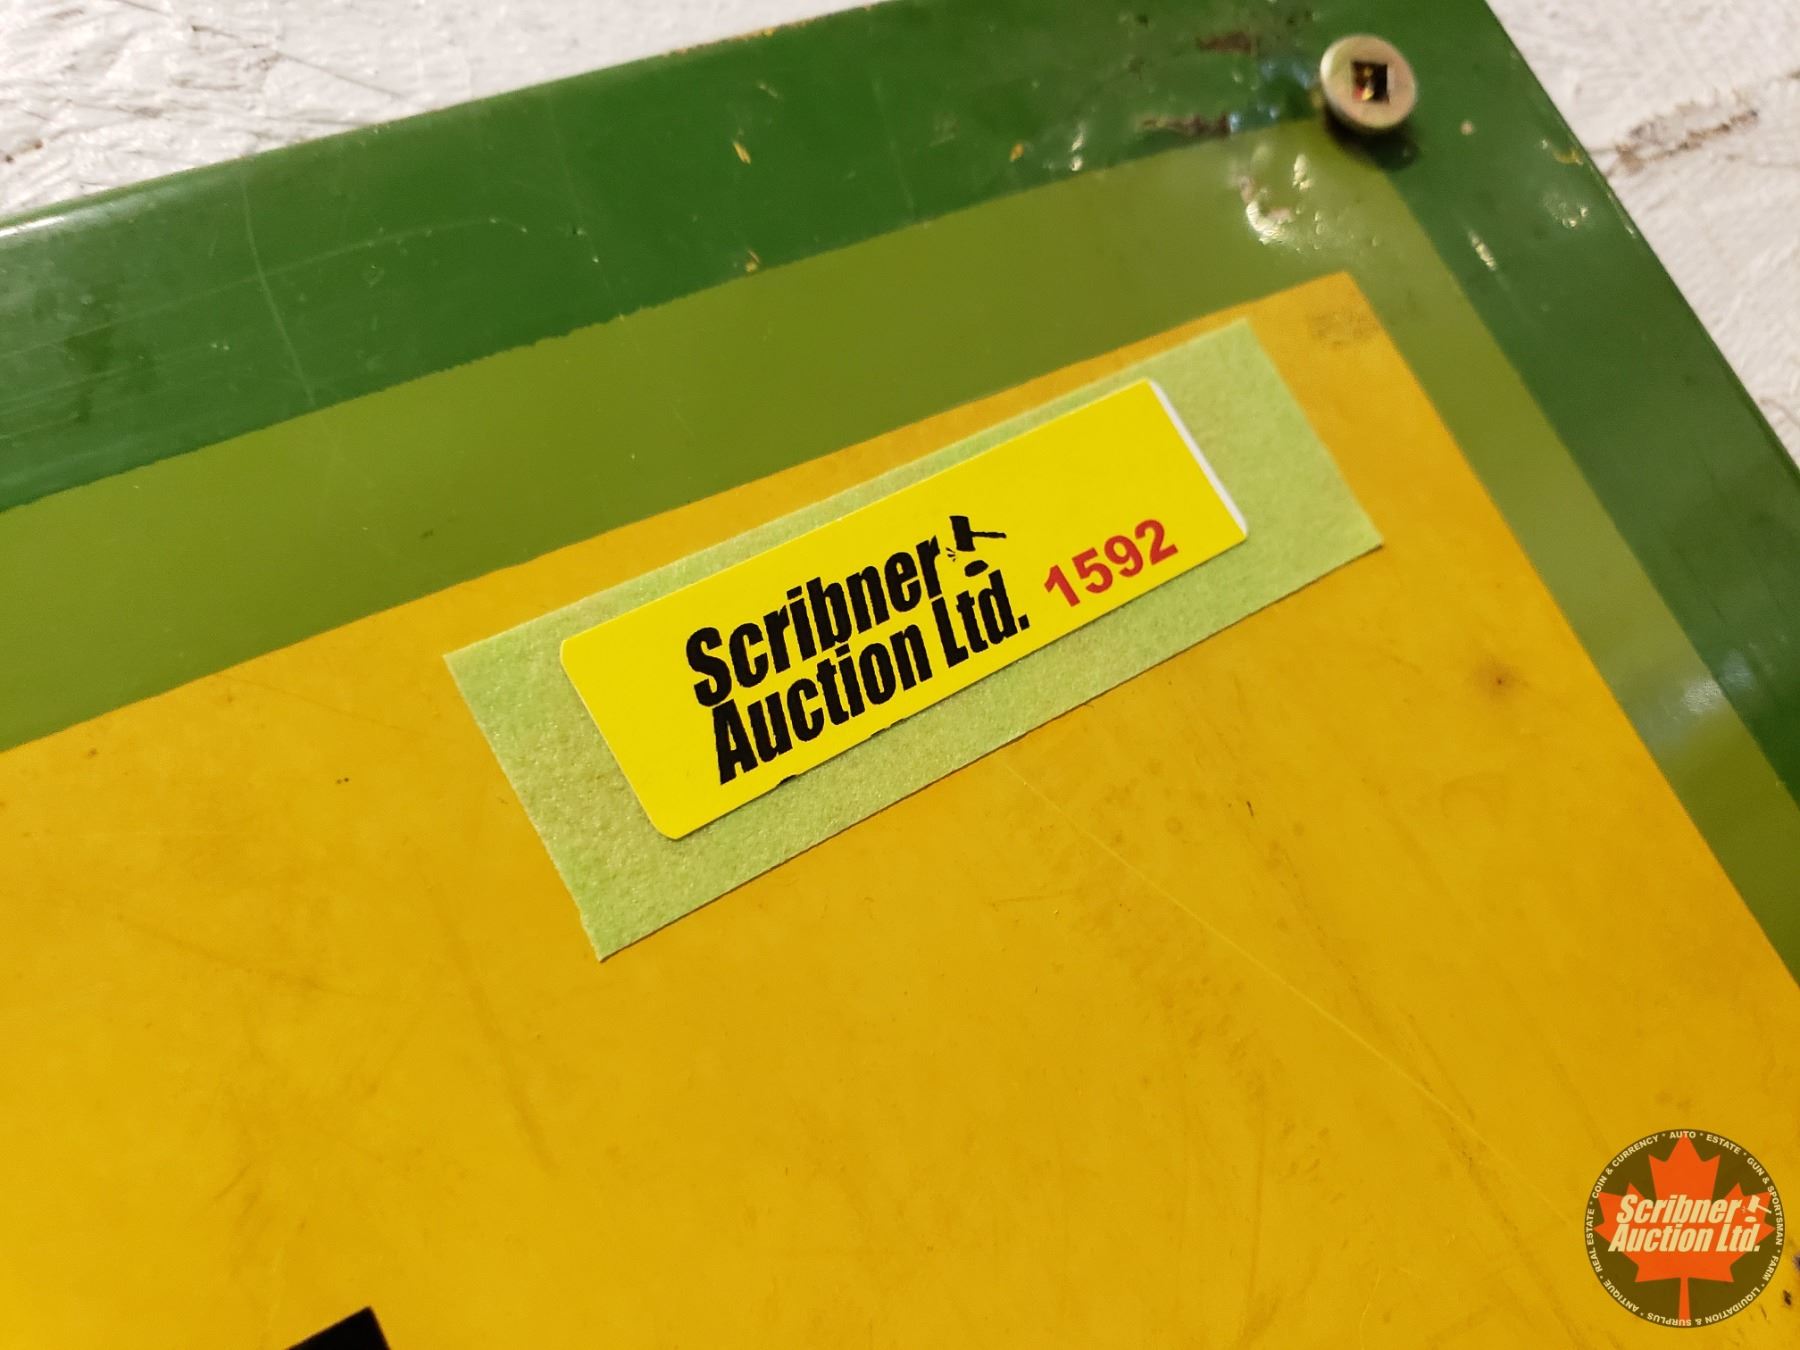 Scribner
Auction Ltd.
1592
COIN & CURRENCY * AUTO * ESTATE * GUN & SPORTSMAN * FARM * LIQUIDATION & SURPLUS * ANTIQUE * REAL ESTATE *
Scribner
Auction Ltd.